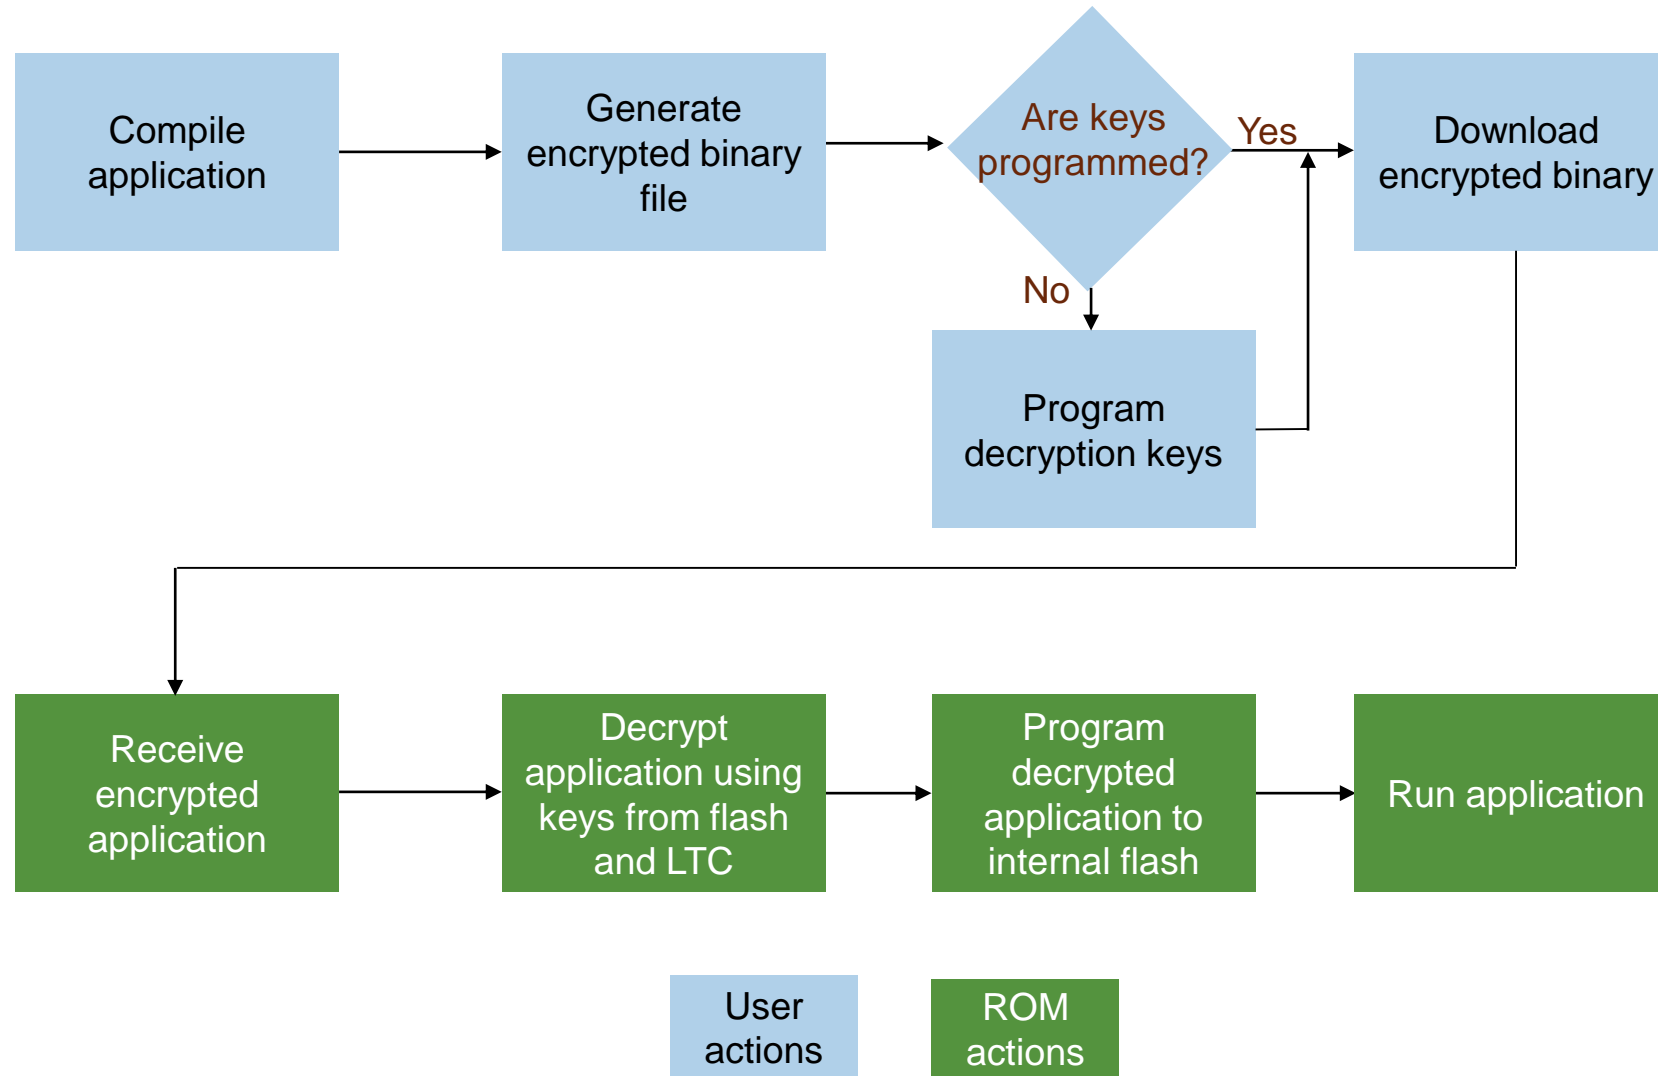 Compile
application
Generate
encrypted binary
file
Are keys
programmed?
Yes
Download
encrypted binary
No
Program
decryption keys
Receive
encrypted
application
Decrypt
application using
keys from flash
and LTC
Program
decrypted
application to
internal flash
Run application
User
actions
ROM
actions